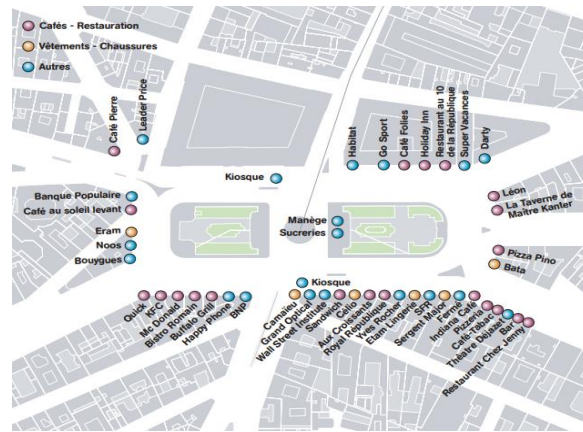 Cafés - Restauration
Vêtements - Chaussures
Autres
Café Pierre
Leader Price
Habitat
Go Sport
Café Folies
Holiday Inn
Restaurant au 10
de la République
Super Vacances
Darty
Kiosque
Banque Populaire
Café au soleil levant
Eram
Noos
Bouygues
Manège
Sucreries
Léon
La Taverne de
Maître Kanter
Pizza Pino
Bata
Kiosque
Quick
KFC
Mc Donald
Bistro Romain
Buffalo Grill
Happy Phone
BNP
Camaïeu
Grand Optical
Wall Street Institute
Sandwich
Celio
Aux Croissants
Royal République
Yves Rocher
Etam Lingerie
SFR
Sergent Major
Fermé
Indiana Café
Pizzeria
Café-Tabac
Théâtre Déjazet
Bar
Restaurant Chez Jenny